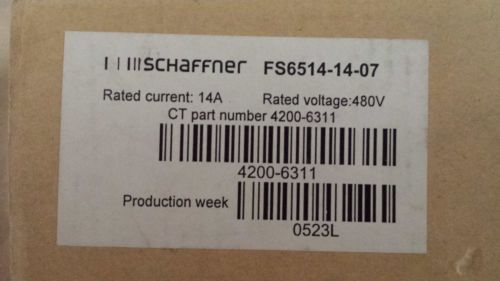 SCHAFFNER FS6514-14-07
Rated current: 14A Rated voltage:480V
CT part number 4200-6311
4200-6311
Production week
0523L